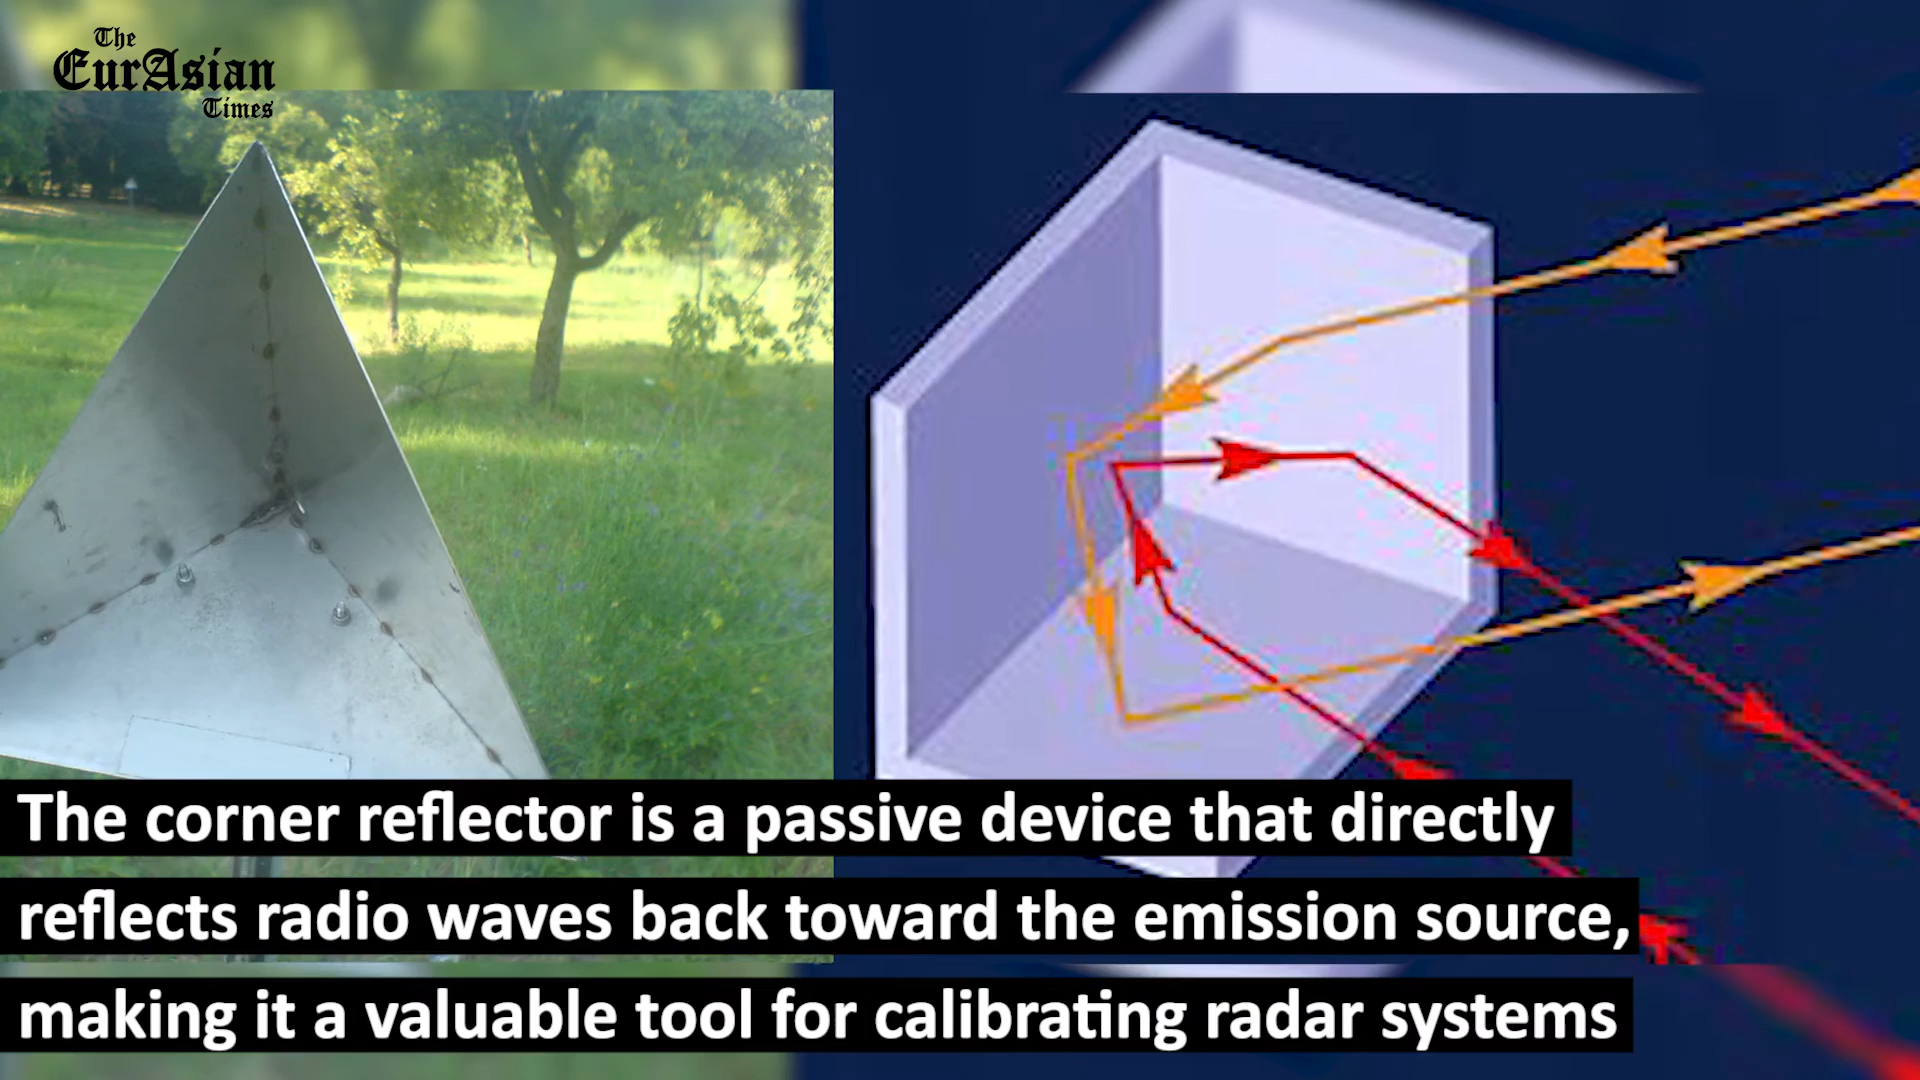 The
EurAsian
Times
The corner reflector is a passive device that directly
reflects radio waves back toward the emission source,
making it a valuable tool for calibrating radar systems